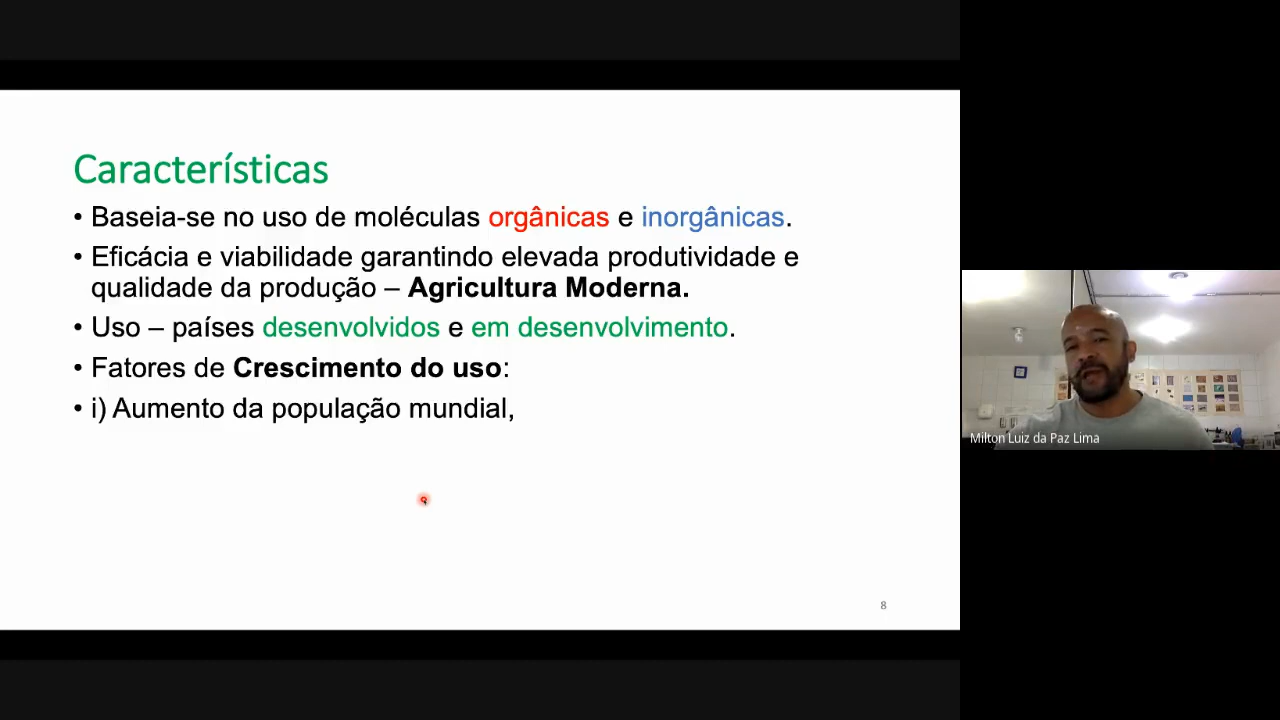 Características
• Baseia-se no uso de moléculas orgânicas e inorgânicas.
• Eficácia e viabilidade garantindo elevada produtividade e
qualidade da produção – Agricultura Moderna.
• Uso – países desenvolvidos e em desenvolvimento.
• Fatores de Crescimento do uso:
• i) Aumento da população mundial,
8
Milton Luiz da Paz Lima